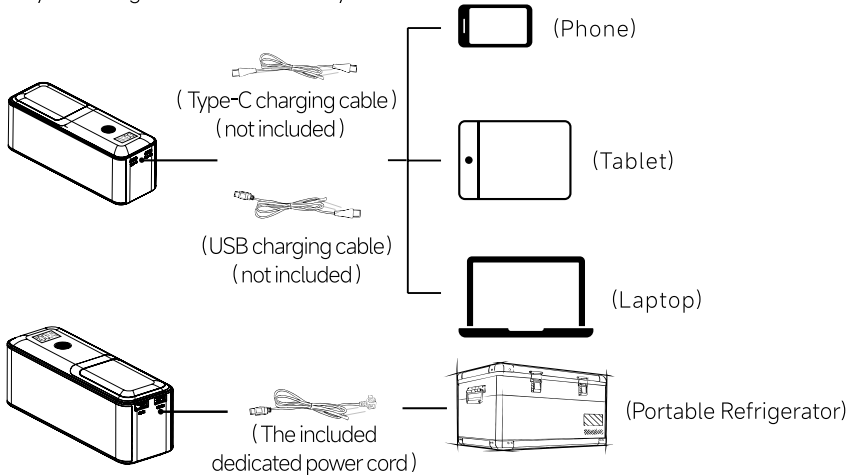 (Phone)
( Type-C charging cable )
( not included )
(Tablet)
(USB charging cable)
( not included )
(Laptop)
(Portable Refrigerator)
( The included
dedicated power cord )